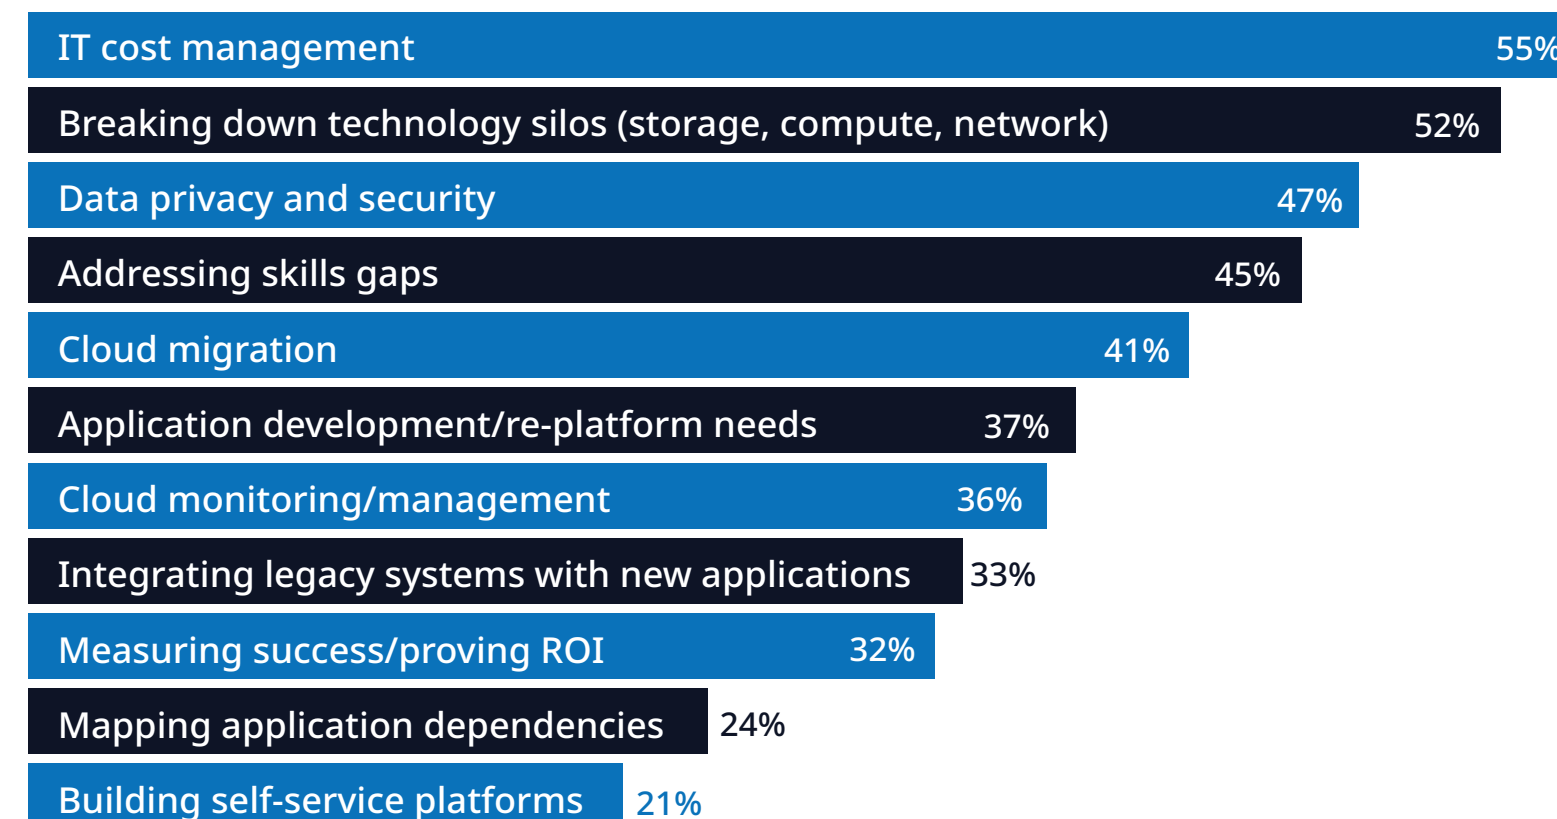 IT cost management 55%
Breaking down technology silos (storage, compute, network) 52%
Data privacy and security 47%
Addressing skills gaps 45%
Cloud migration 41%
Application development/re-platform needs 37%
Cloud monitoring/management 36%
Integrating legacy systems with new applications 33%
Measuring success/proving ROI 32%
Mapping application dependencies 24%
Building self-service platforms 21%